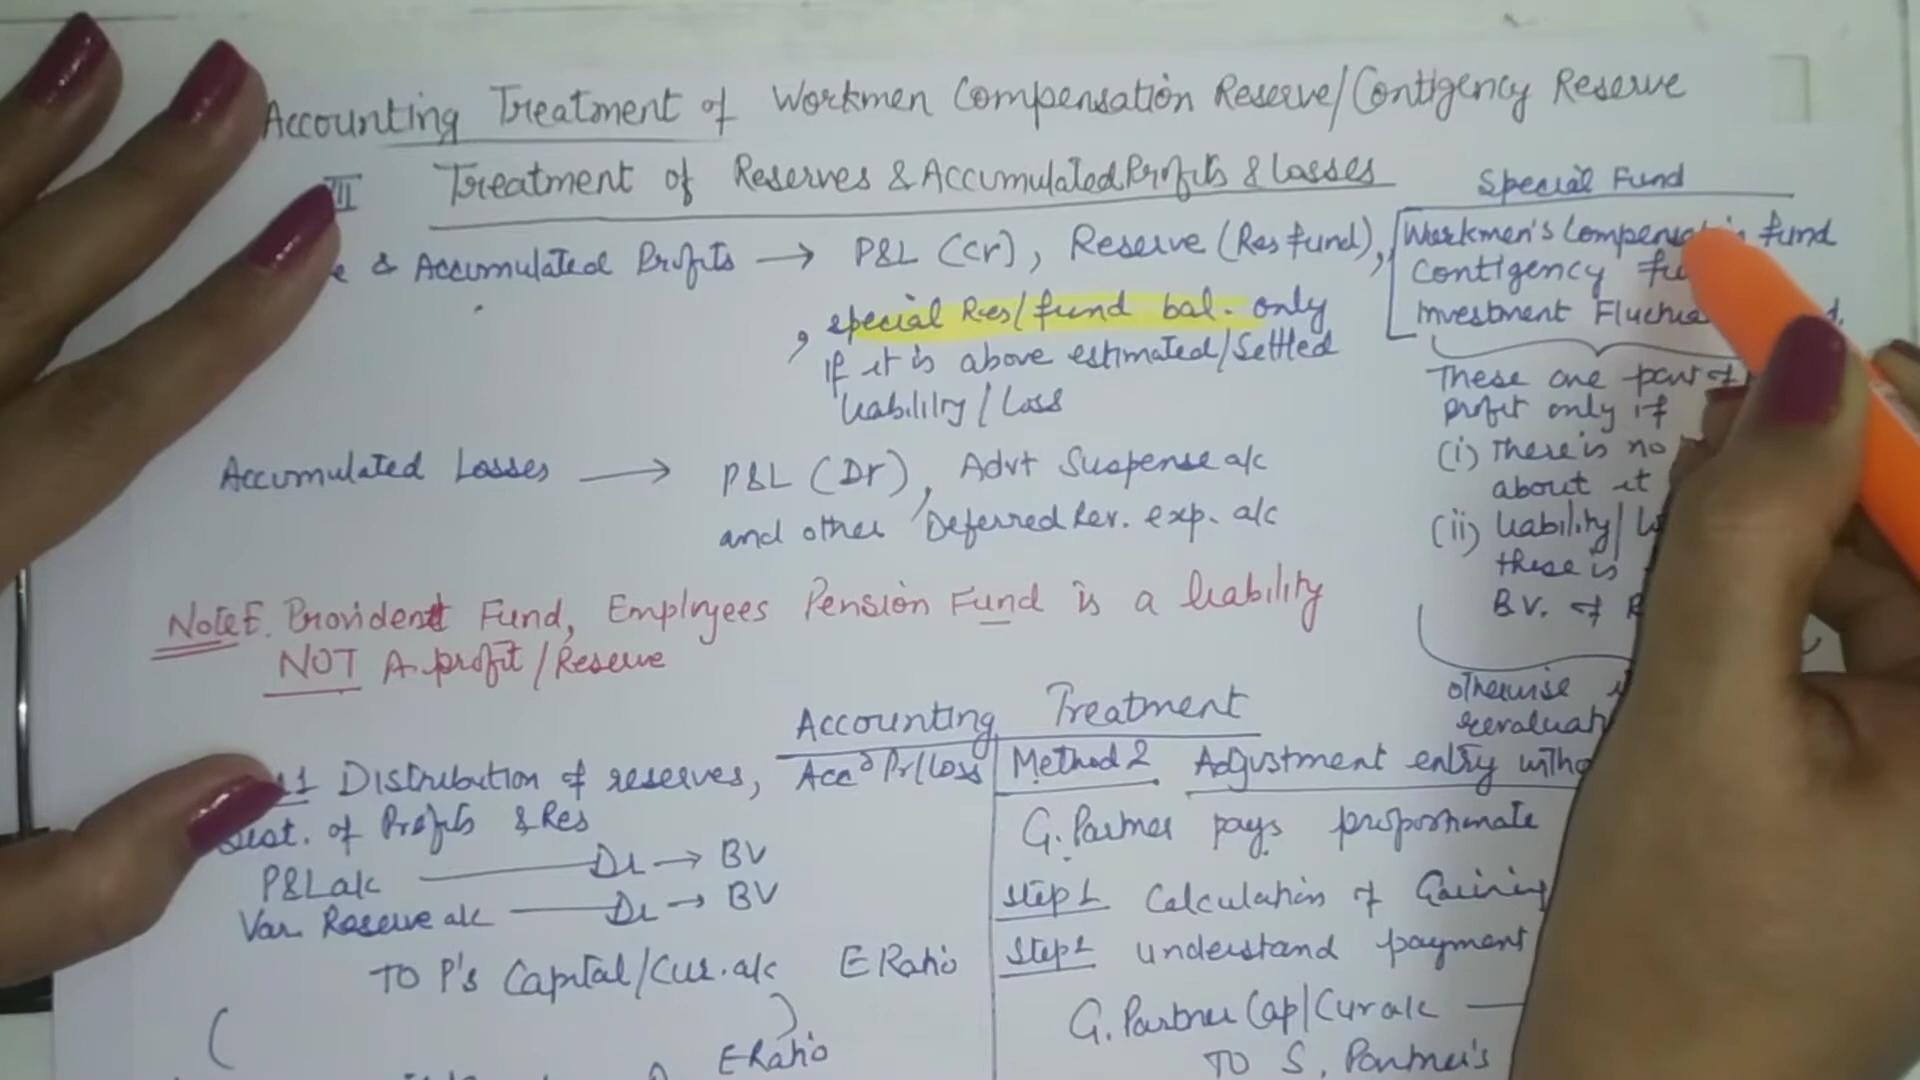 Accounting Treatment of Workmen Compensation Reserve/Contigency Reserve
III Treatment of Reserves & Accumulated Profits & Losses
Special Fund
& Accumulated Profits → P&L (Cr), Reserve (Res fund),
Workmen's Compensation fund
Contigency
Investment
, special Res/fund bal. only
if it is above estimated/Settled
liability/Loss
These are part of
profit only if
(i) There is no
about it
(ii) liability/
these is
B.V. of
otherwise
Accumulated Losses → P&L (Dr), Advt Suspense a/c
and other Deferred Rev. exp. a/c
Note. Provident Fund, Employees Pension Fund is a liability
NOT A profit/Reserve
Accounting Treatment
1 Distribution of reserves, Accd Pr/Loss
of Profits & Res
P&L a/c Dr → BV
Var Reserve a/c Dr → BV
To P's Capital/Cur. a/c E Ratio
(
)
E Ratio
Method 2 Adjustment entry
G. Partner pays proportionate
Step 1 Calculation of Gaining
Step 2 understand payment
G. Partner Cap/Cur a/c
To S. Partner's